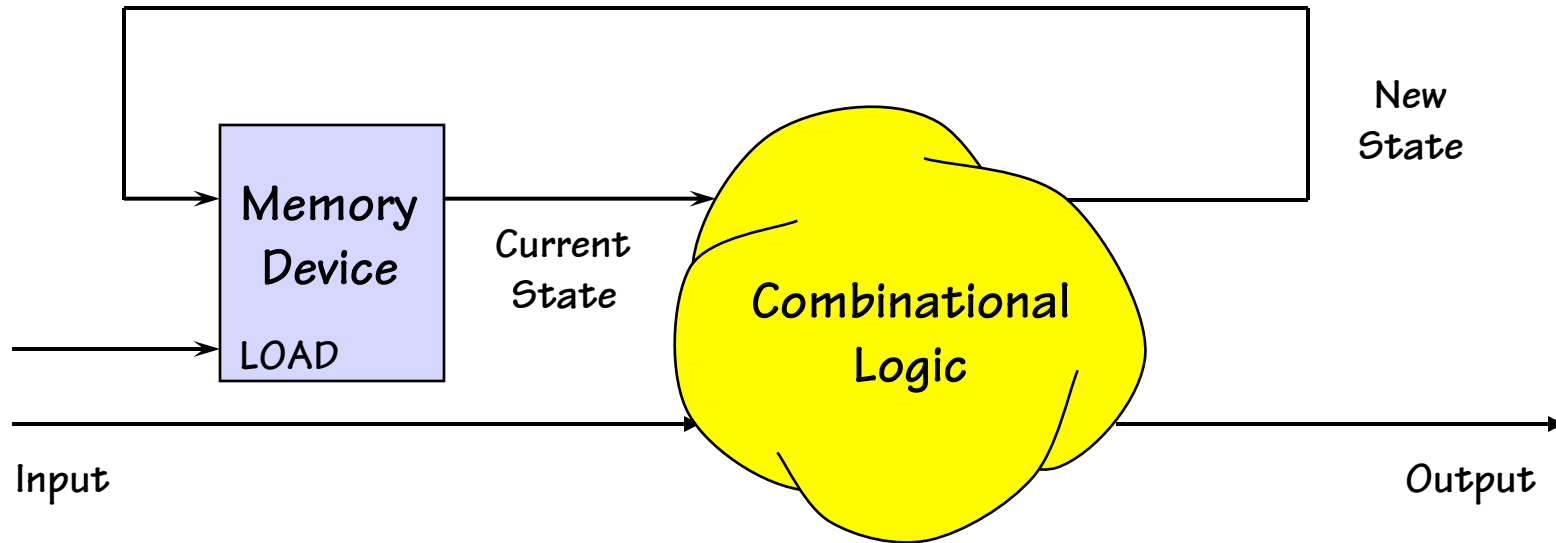 New
State
Memory
Device
Current
State
Combinational
Logic
LOAD
Input
Output